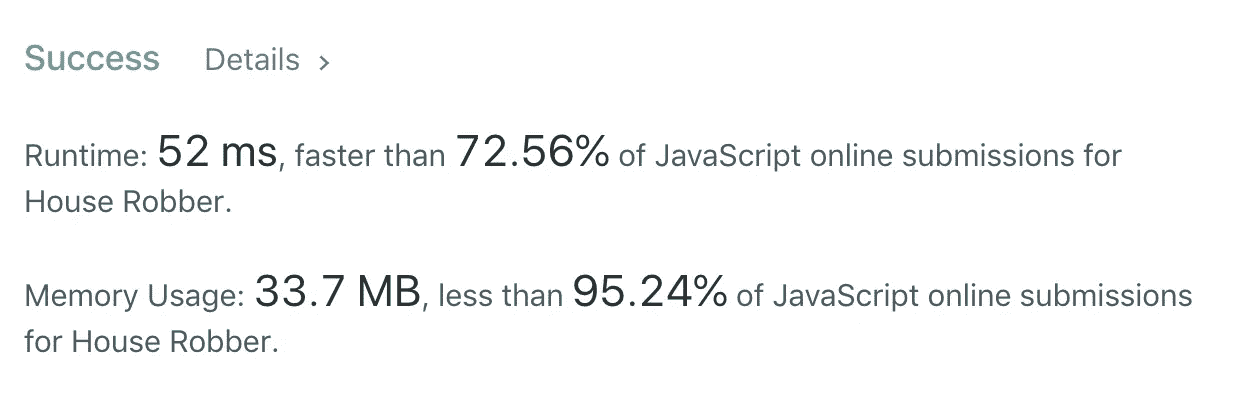 Success Details >
Runtime: 52 ms, faster than 72.56% of JavaScript online submissions for
House Robber.
Memory Usage: 33.7 MB, less than 95.24% of JavaScript online submissions
for House Robber.